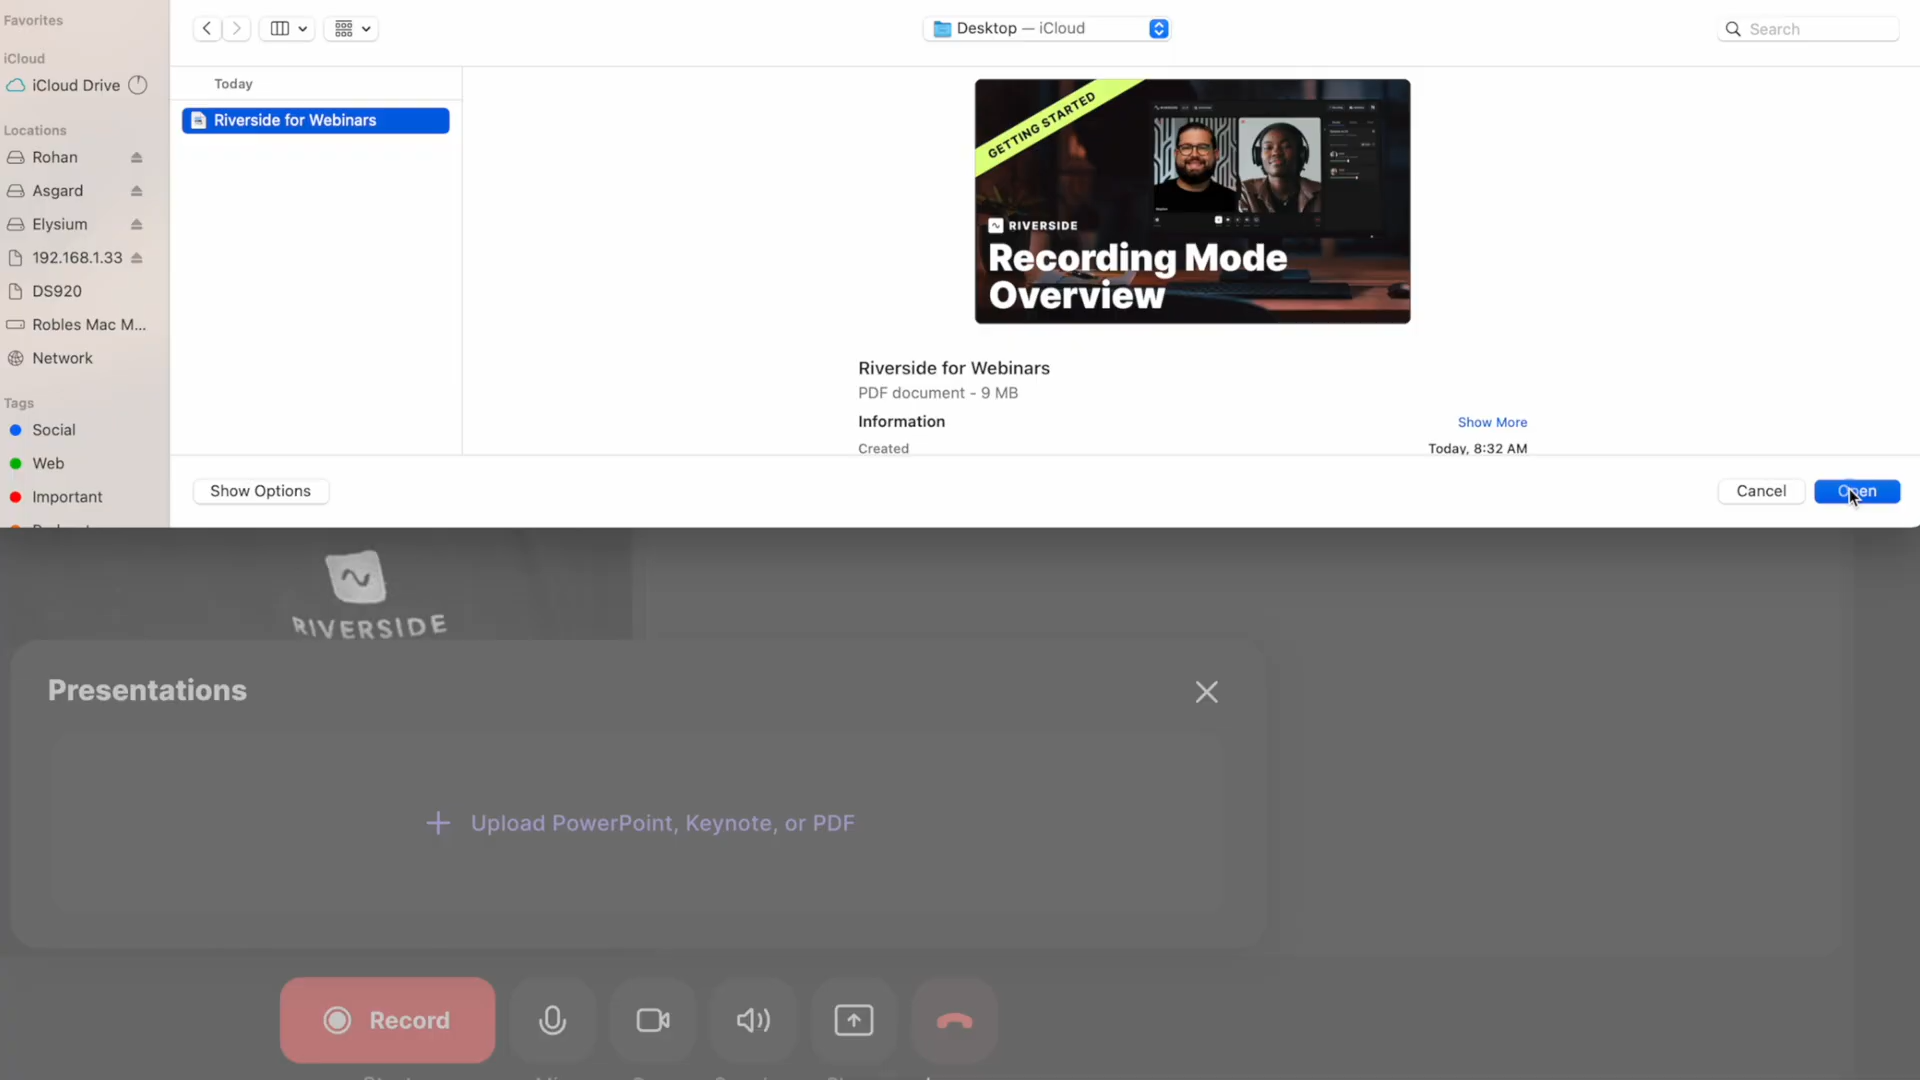 Favorites
iCloud
iCloud Drive
Locations
Rohan
Asgard
Elysium
192.168.1.33
DS920
Robles Mac M...
Network
Tags
Social
Web
Important
Desktop — iCloud
Search
Today
Riverside for Webinars
GETTING STARTED
RIVERSIDE
Recording Mode
Overview
Riverside for Webinars
PDF document - 9 MB
Information
Show More
Created
Today, 8:32 AM
Show Options
Cancel
Open
RIVERSIDE
Presentations
Upload PowerPoint, Keynote, or PDF
Record